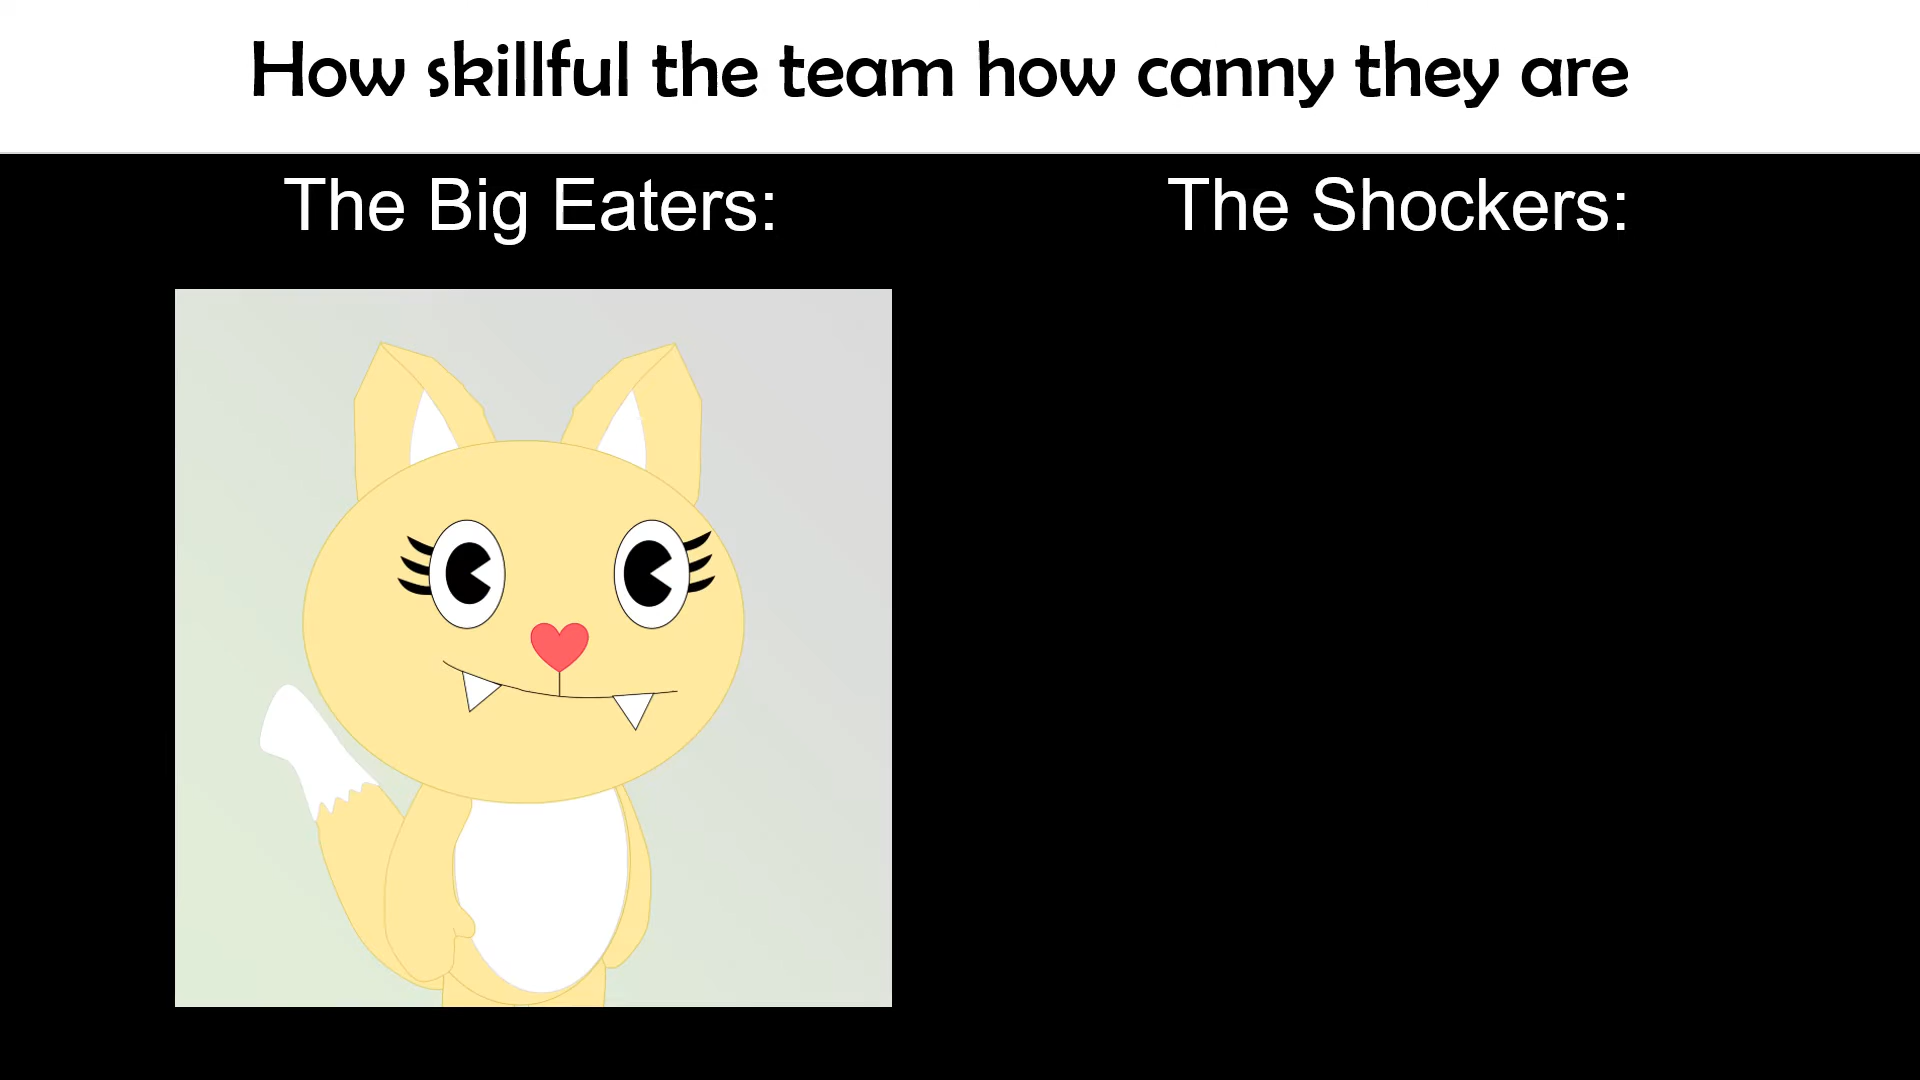 How skillful the team how canny they are
The Big Eaters:
The Shockers: